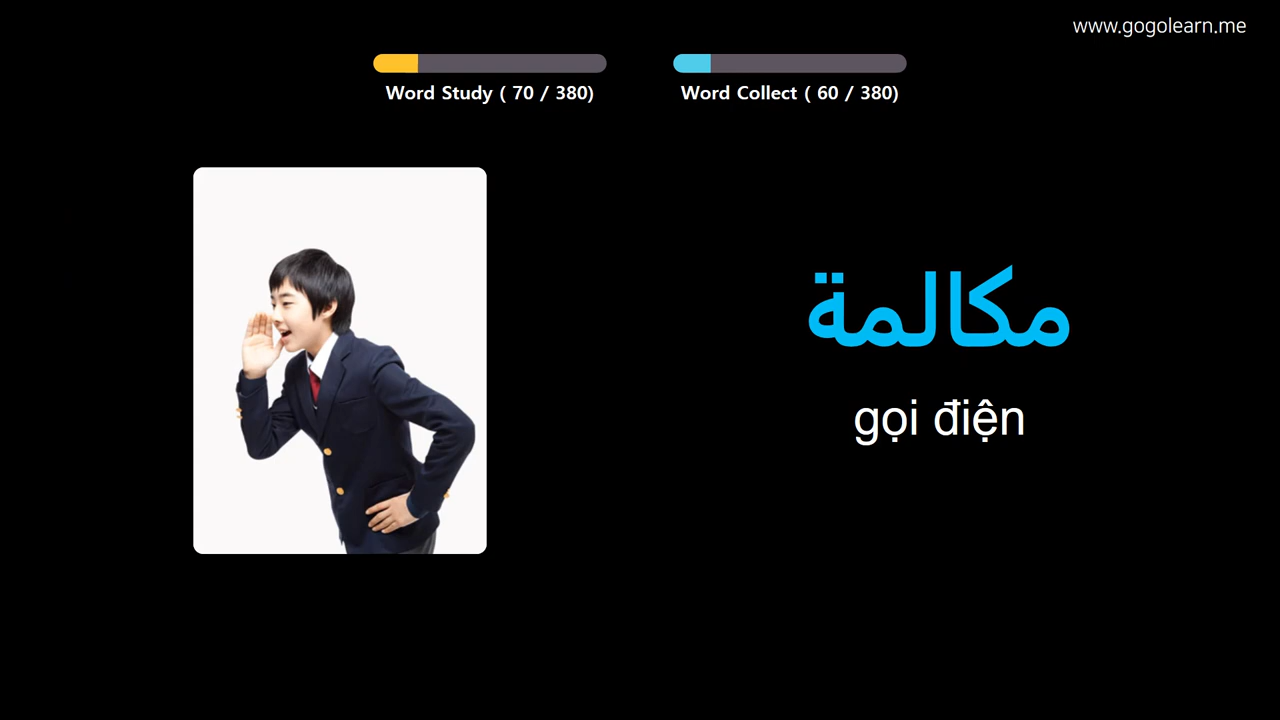 www.gogolearn.me
Word Study ( 70 / 380)
Word Collect ( 60 / 380)
مكالمة
gọi điện